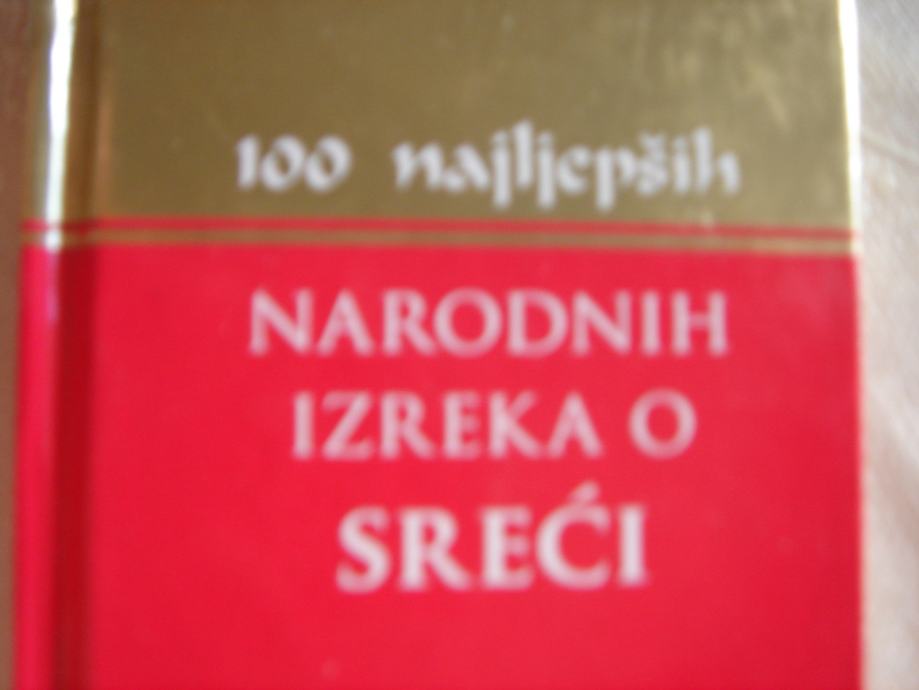 100 najljepših
NARODNIH
IZREKA O
SREĆI